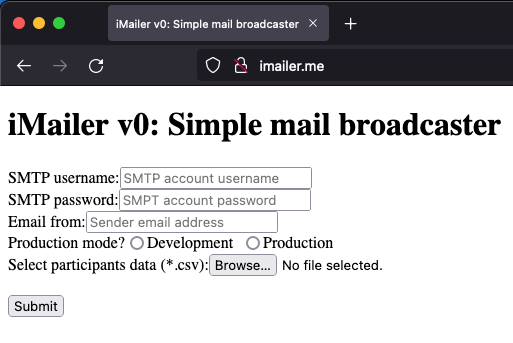 iMailer v0: Simple mail broadcaster
imailer.me
iMailer v0: Simple mail broadcaster
SMTP username: SMTP account username
SMTP password: SMPT account password
Email from: Sender email address
Production mode? Development Production
Select participants data (*.csv): Browse... No file selected.
Submit